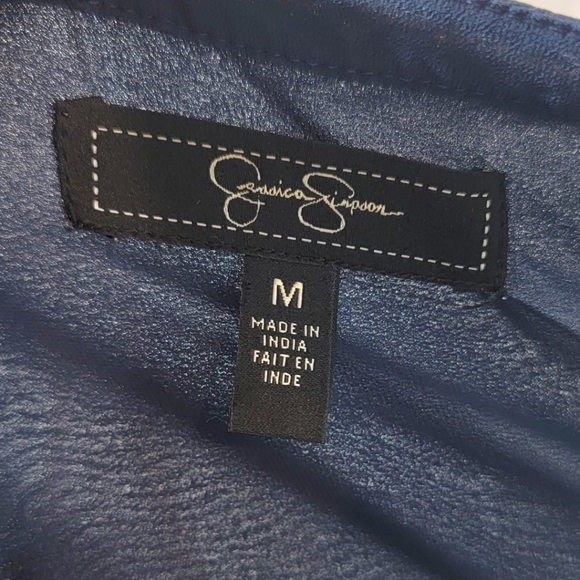 Jessica Simpson
M
MADE IN
INDIA
FAIT EN
INDE